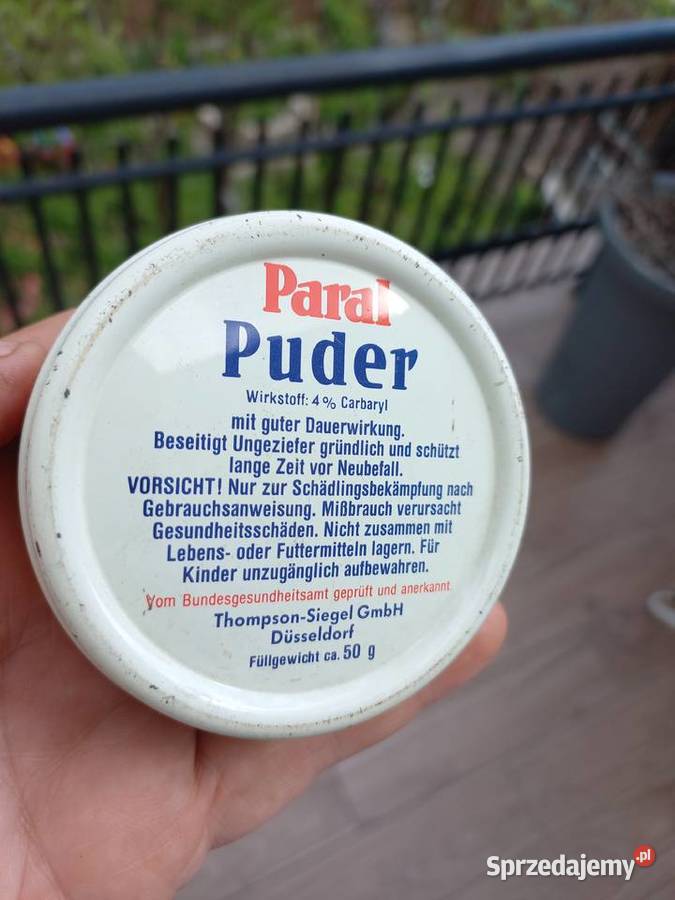 Paral
Puder
Wirkstoff: 4% Carbaryl
mit guter Dauerwirkung.
Beseitigt Ungeziefer gründlich und schützt
lange Zeit vor Neubefall.
VORSICHT! Nur zur Schädlingsbekämpfung nach
Gebrauchsanweisung. Mißbrauch verursacht
Gesundheitsschäden. Nicht zusammen mit
Lebens- oder Futtermitteln lagern. Für
Kinder unzugänglich aufbewahren.
Vom Bundesgesundheitsamt geprüft und anerkannt.
Thompson-Siegel GmbH
Düsseldorf
Füllgewicht ca. 50 g
Sprzedajemy.pl